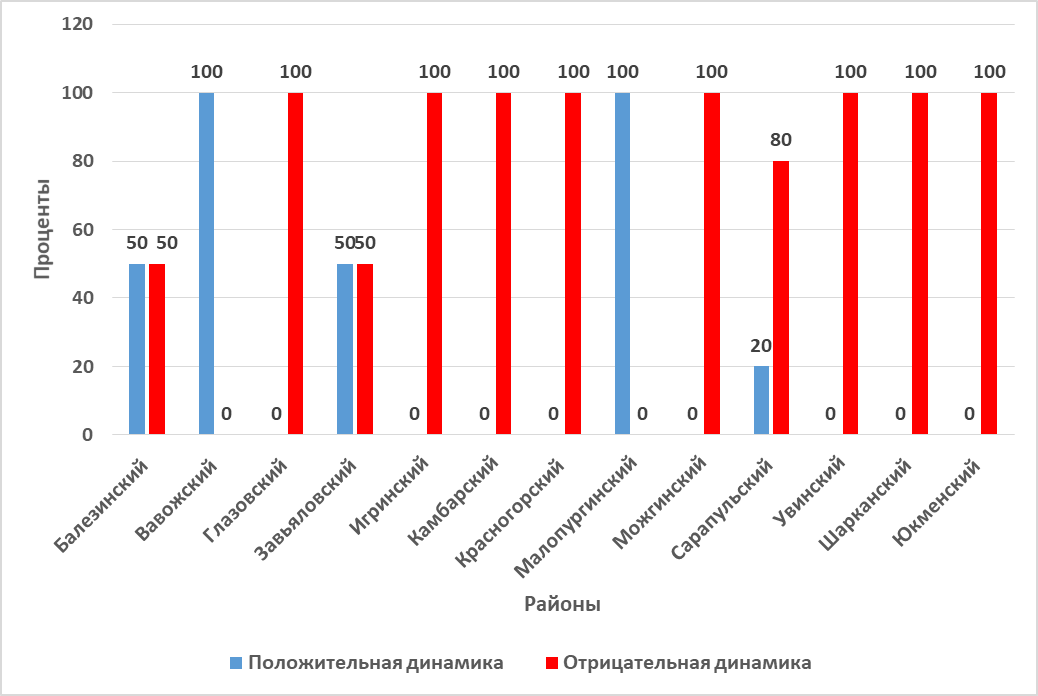 120
100
80
60
40
20
0
Проценты
50 50
100 0
0 100
50 50
0 100
0 100
0 100
100 0
0 100
20 80
0 100
0 100
0 100
Балезинский
Вавожский
Глазовский
Завьяловский
Игринский
Камбарский
Красногорский
Малопургинский
Можгинский
Сарапульский
Увинский
Шарканский
Юкменский
Районы
Положительная динамика
Отрицательная динамика